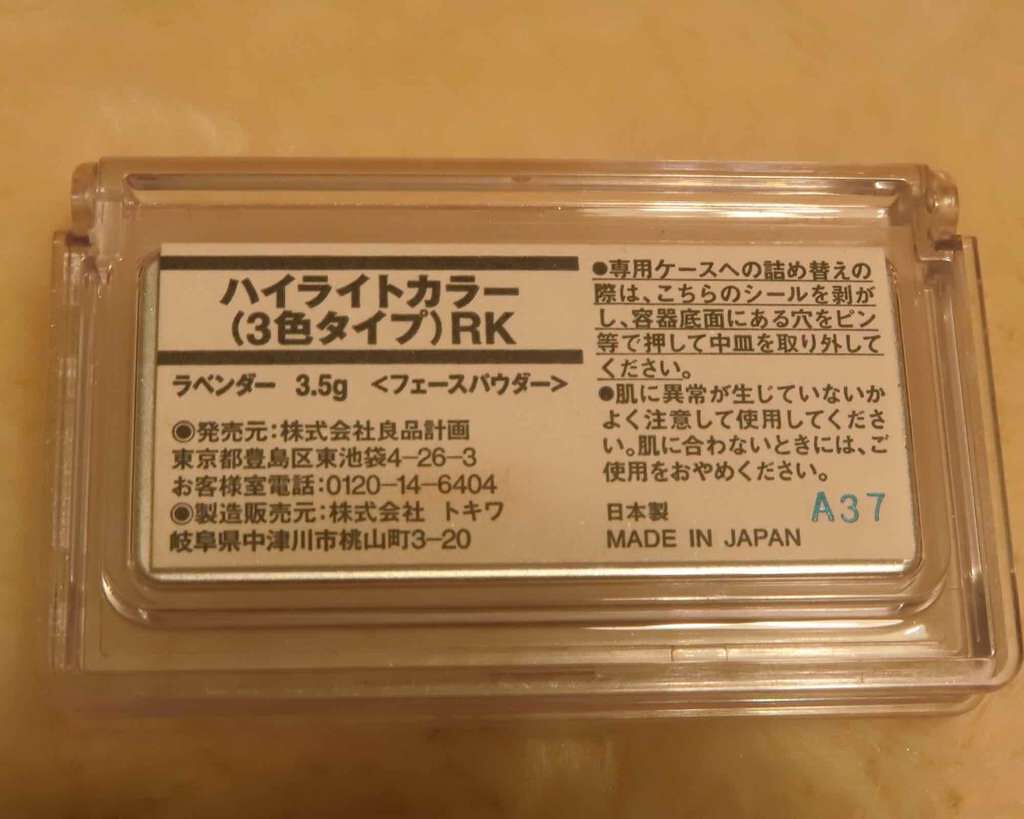 ハイライトカラー
（3色タイプ）RK
ラベンダー 3.5g <フェースパウダー>
◉発売元：株式会社良品計画
東京都豊島区東池袋4-26-3
お客様室電話：0120-14-6404
◉製造販売元：株式会社 トキワ
岐阜県中津川市桃山町3-20
●専用ケースへの詰め替えの
際は、こちらのシールを剥が
し、容器底面にある穴をピン
等で押して中皿を取り外して
ください。
●肌に異常が生じていないか
よく注意して使用してくださ
い。肌に合わないときには、ご
使用をおやめください。
日本製
MADE IN JAPAN
A37